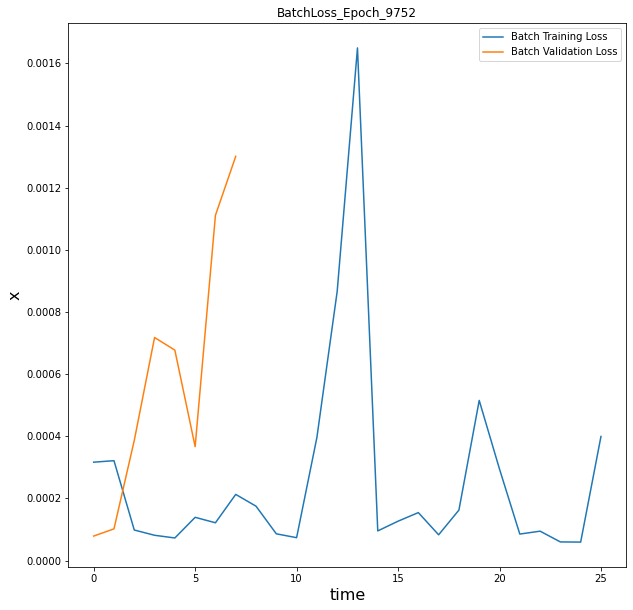 BatchLoss_Epoch_9752
Batch Training Loss
Batch Validation Loss
0.0016
0.0014
0.0012
0.0010
0.0008
0.0006
0.0004
0.0002
0.0000
x
0 5 10 15 20 25
time